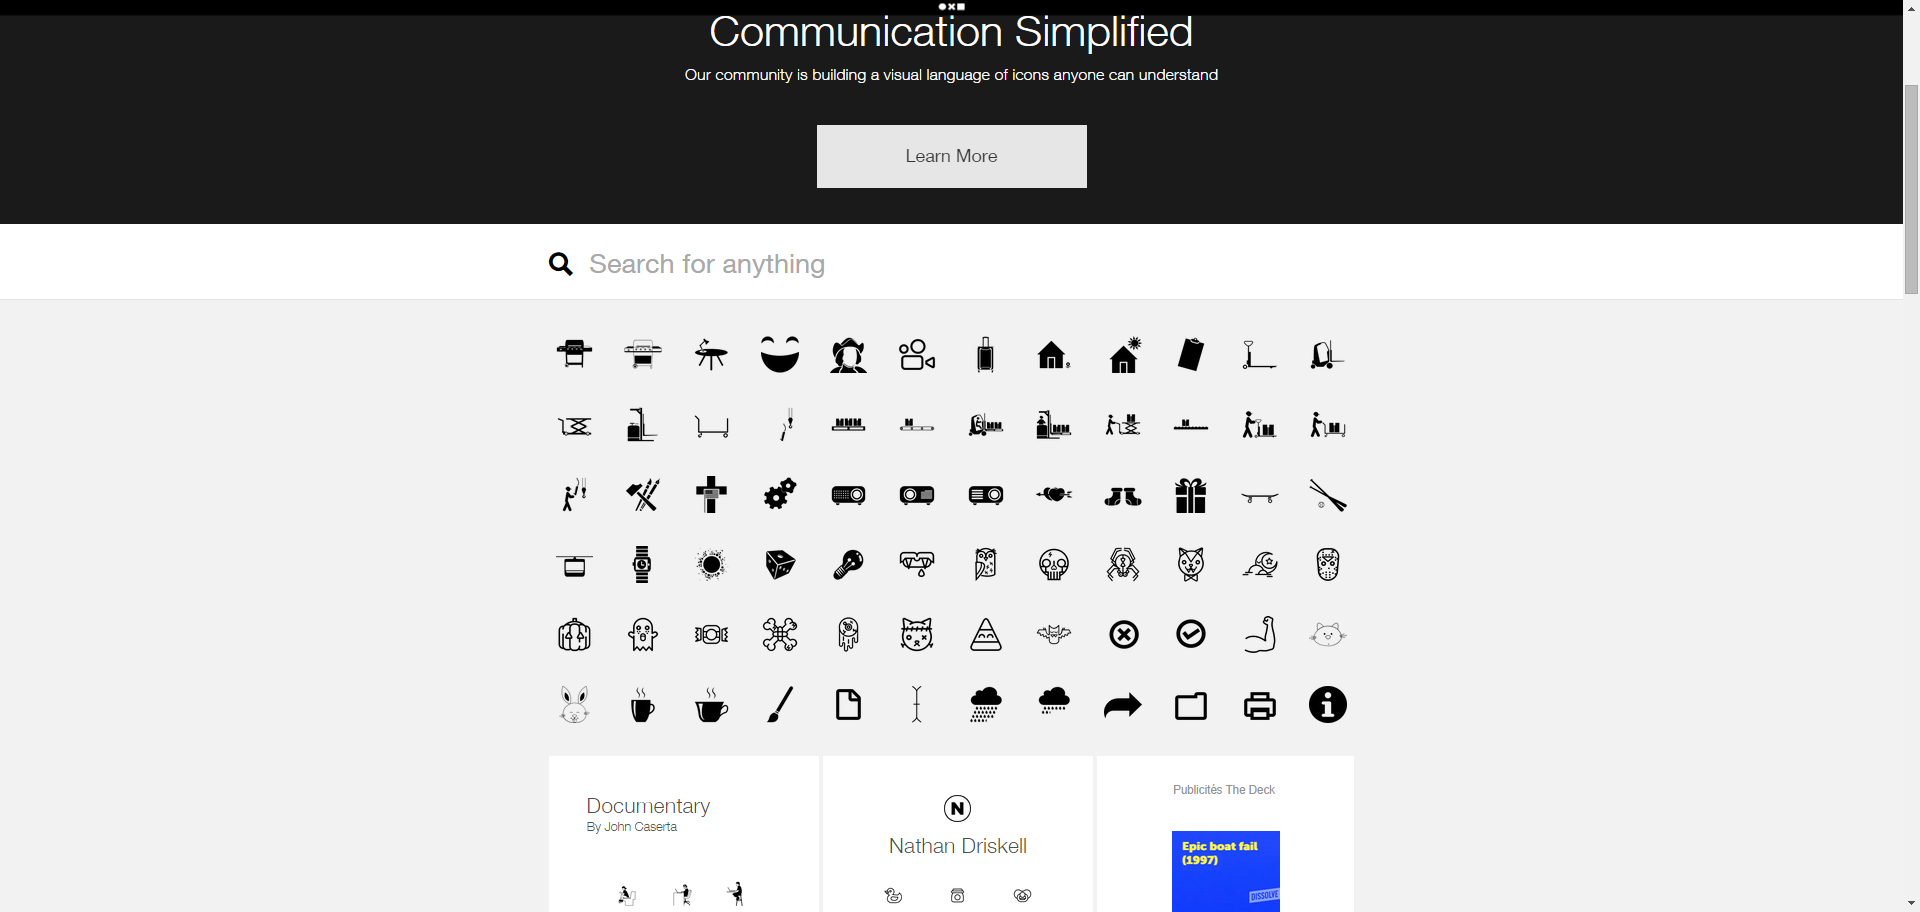 Communication Simplified
Our community is building a visual language of icons anyone can understand
Learn More
Search for anything
Documentary
By John Caserta
N
Nathan Driskell
Publicités The Deck
Epic boat fail
(1997)
DISSOLVE